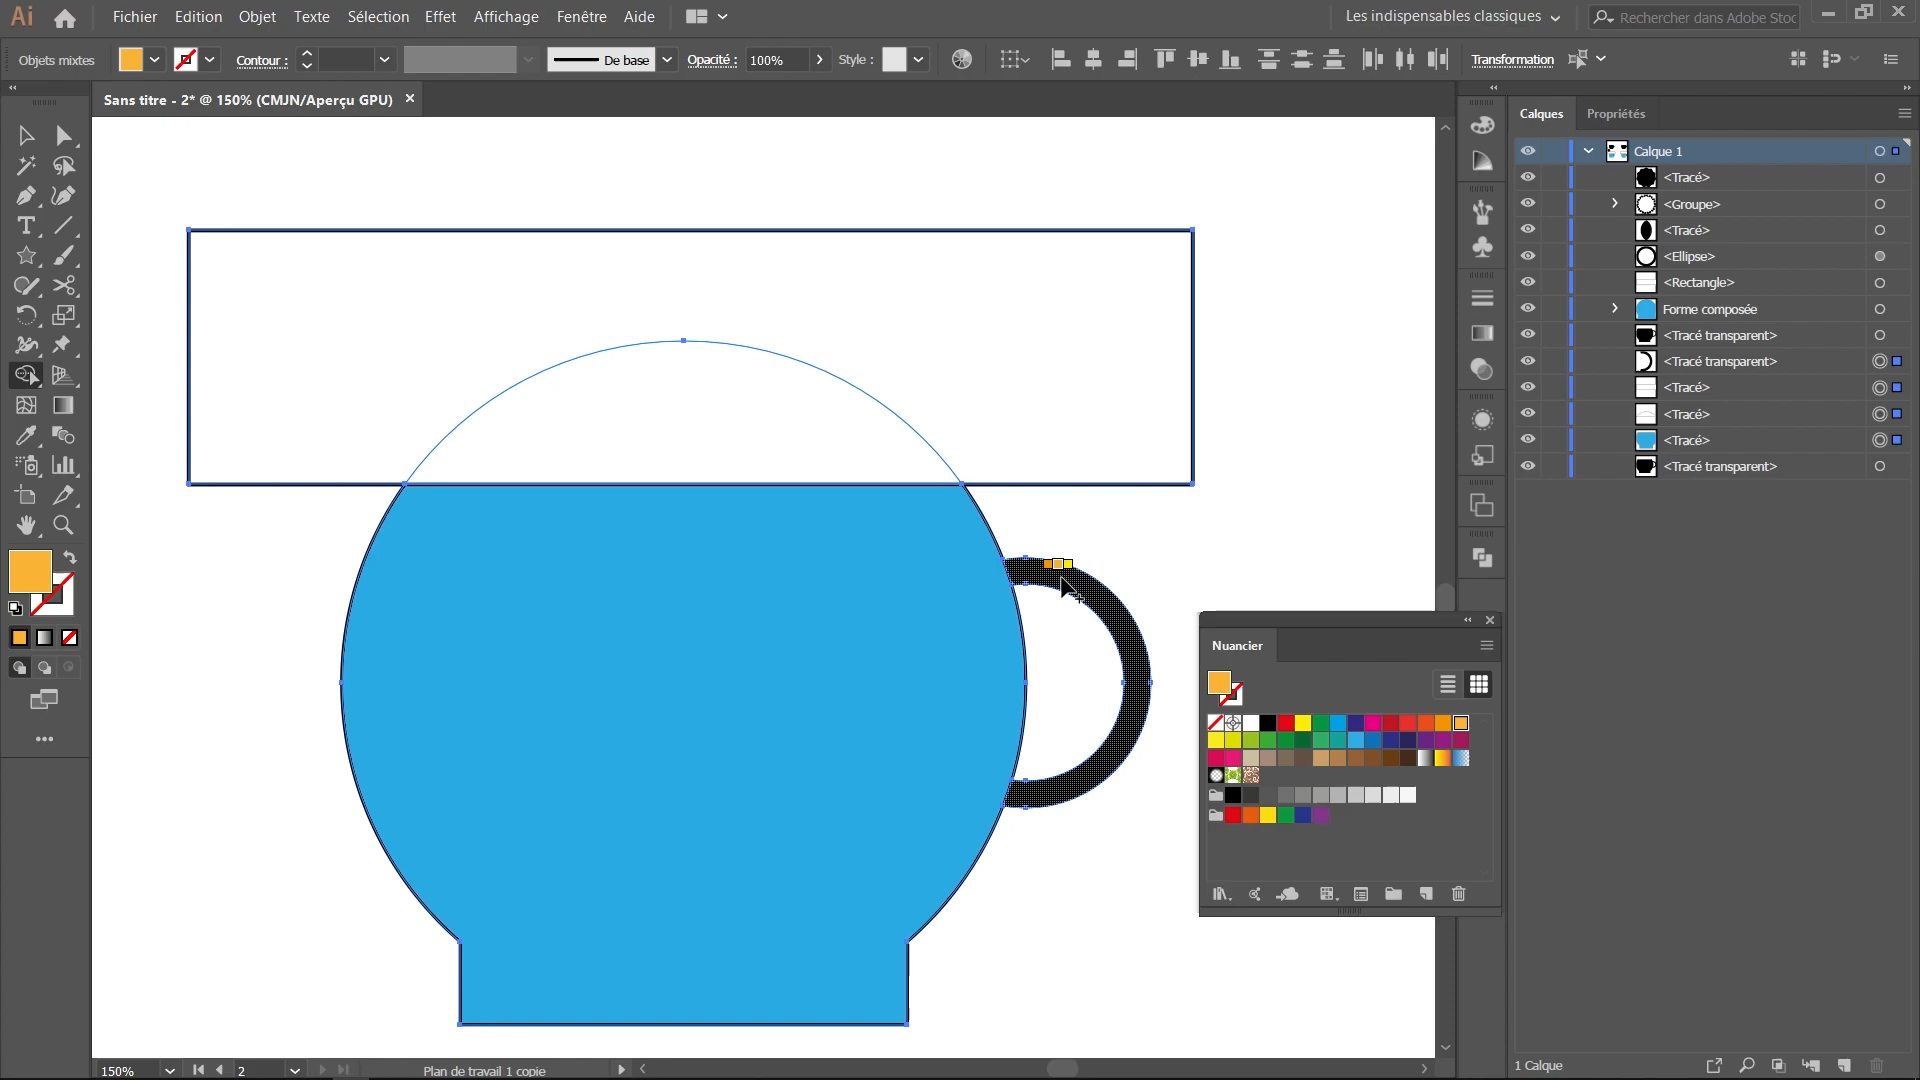 Ai Fichier Edition Objet Texte Sélection Effet Affichage Fenêtre Aide Les indispensables classiques Rechercher dans Adobe Stoc
Objets mixtes Contour : De base Opacité : 100% Style : Transformation
Sans titre - 2* @ 150% (CMJN/Aperçu GPU)
Calques Propriétés
Calque 1
<Tracé>
<Groupe>
<Tracé>
<Ellipse>
<Rectangle>
Forme composée
<Tracé transparent>
<Tracé transparent>
<Tracé>
<Tracé>
<Tracé>
<Tracé transparent>
Nuancier
150% 2 Plan de travail 1 copie
1 Calque